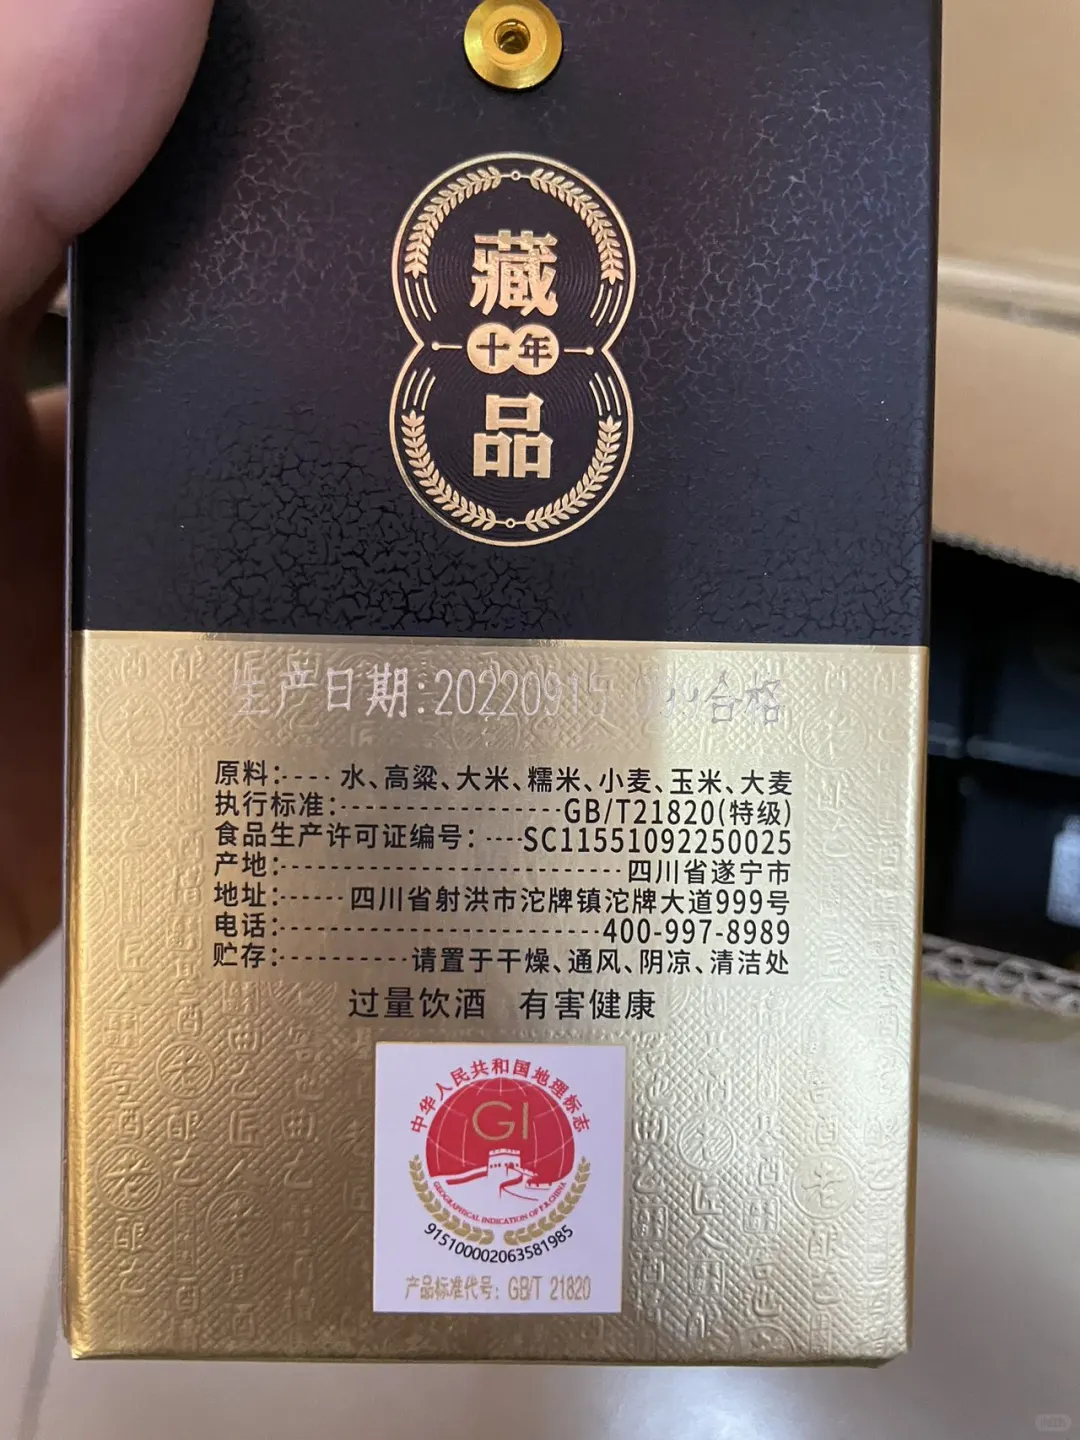 藏
十年
品
生产日期:20220915 合格
原料:---- 水、高粱、大米、糯米、小麦、玉米、大麦
执行标准:------------------GB/T21820(特级)
食品生产许可证编号:----SC11551092250025
产地:----------------------------四川省遂宁市
地址:------四川省射洪市沱牌镇沱牌大道999号
电话:--------------------------400-997-8989
贮存:----------请置于干燥、通风、阴凉、清洁处
过量饮酒 有害健康
中华人民共和国地理标志
GI
GEOGRAPHICAL INDICATION OF P.R.CHINA
915100002063581985
产品标准代号: GB/T 21820